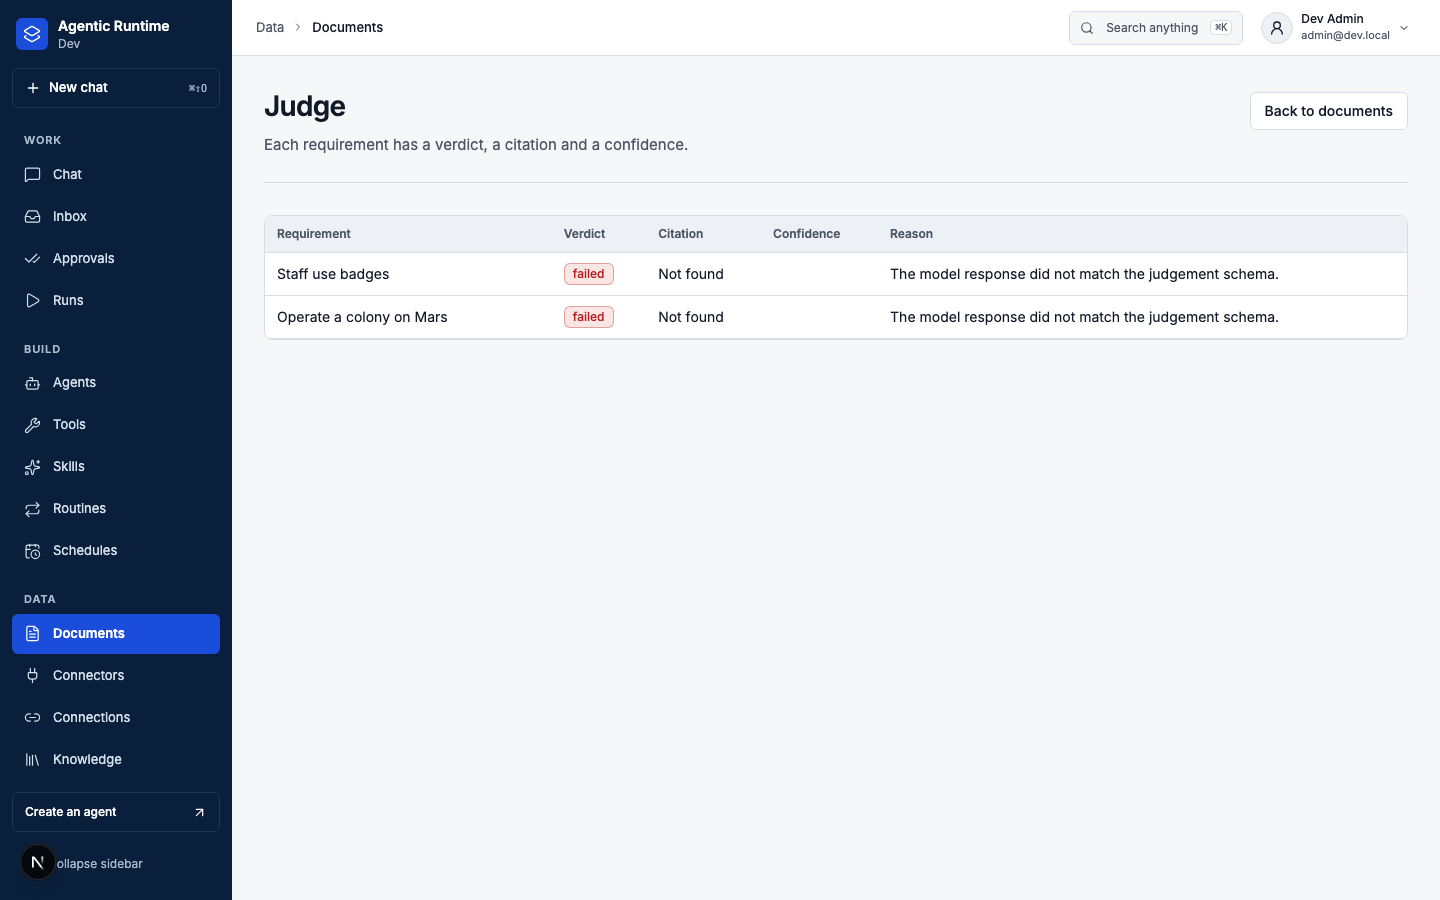 Agentic Runtime
Dev
New chat ⌘⇧O
WORK
Chat
Inbox
Approvals
Runs
BUILD
Agents
Tools
Skills
Routines
Schedules
DATA
Documents
Connectors
Connections
Knowledge
Create an agent
N
ollapse sidebar
Data > Documents
Search anything ⌘K
Dev Admin
admin@dev.local
Judge
Back to documents
Each requirement has a verdict, a citation and a confidence.
Requirement Verdict Citation Confidence Reason
Staff use badges failed Not found The model response did not match the judgement schema.
Operate a colony on Mars failed Not found The model response did not match the judgement schema.